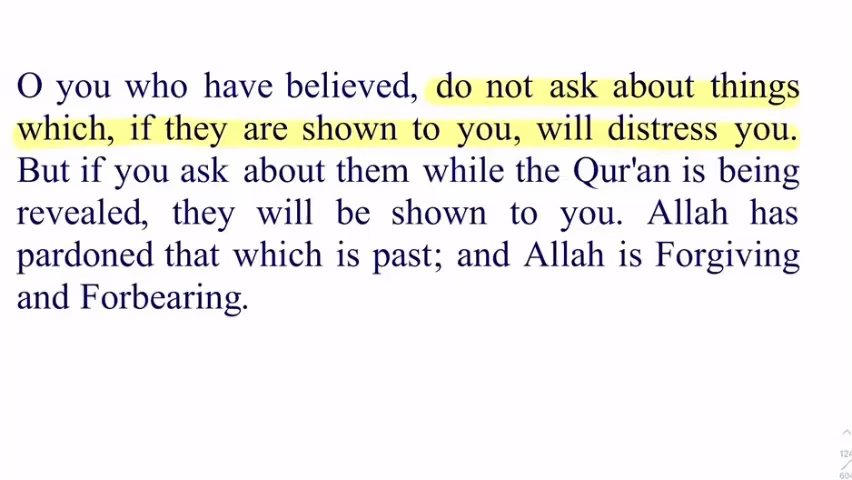 O you who have believed, do not ask about things
which, if they are shown to you, will distress you.
But if you ask about them while the Qur'an is being
revealed, they will be shown to you. Allah has
pardoned that which is past; and Allah is Forgiving
and Forbearing.
124
604